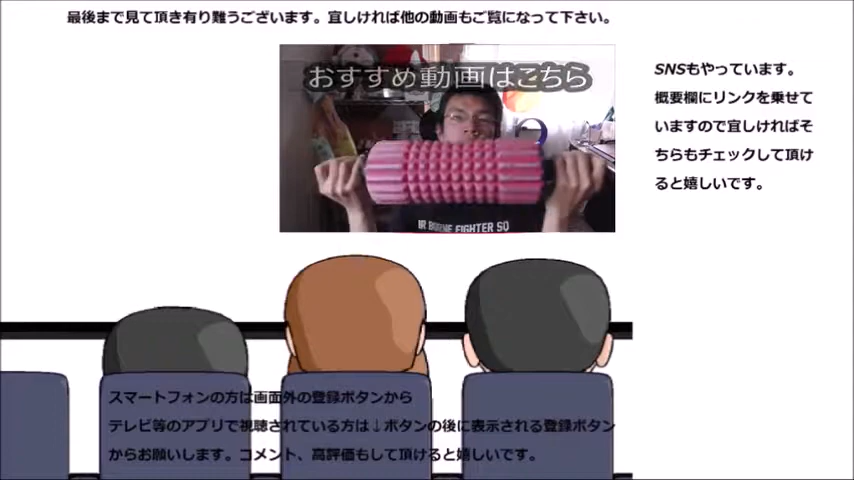 最後まで見て頂き有り難うございます。宜しければ他の動画もご覧になって下さい。
おすすめ動画はこちら
SNSもやっています。
概要欄にリンクを乗せて
いますので宜しければそ
ちらもチェックして頂け
ると嬉しいです。
IR BORNE FIGHTER SO
スマートフォンの方は画面外の登録ボタンから
テレビ等のアプリで視聴されている方は↓ボタンの後に表示される登録ボタン
からお願いします。コメント、高評価もして頂けると嬉しいです。